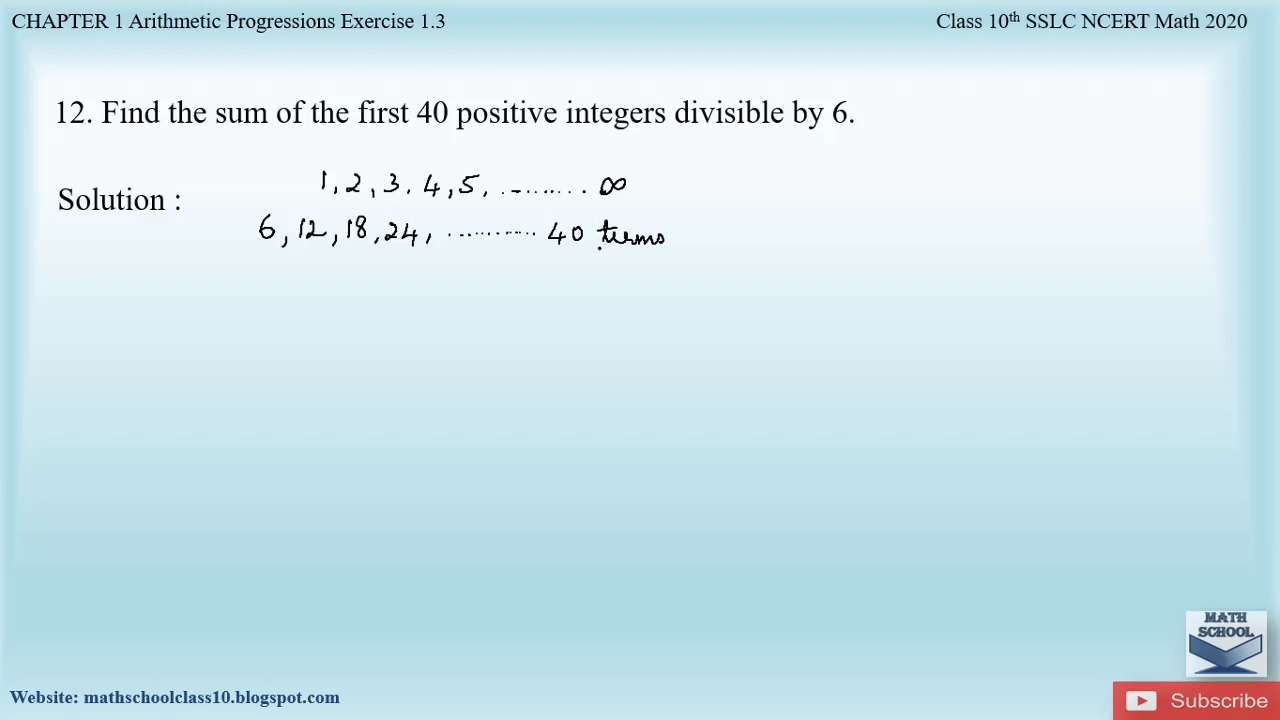 CHAPTER 1 Arithmetic Progressions Exercise 1.3
Class 10th SSLC NCERT Math 2020
12. Find the sum of the first 40 positive integers divisible by 6.
1, 2, 3, 4, 5, .......... ∞
Solution :
6, 12, 18, 24, .......... 40 terms
MATH
SCHOOL
Website: mathschoolclass10.blogspot.com
Subscribe